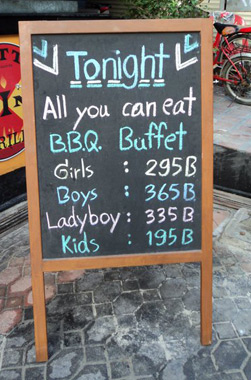 Tonight
All you can eat
B.B.Q. Buffet
Girls : 295B
Boys : 365B
Ladyboy : 335B
Kids : 195B